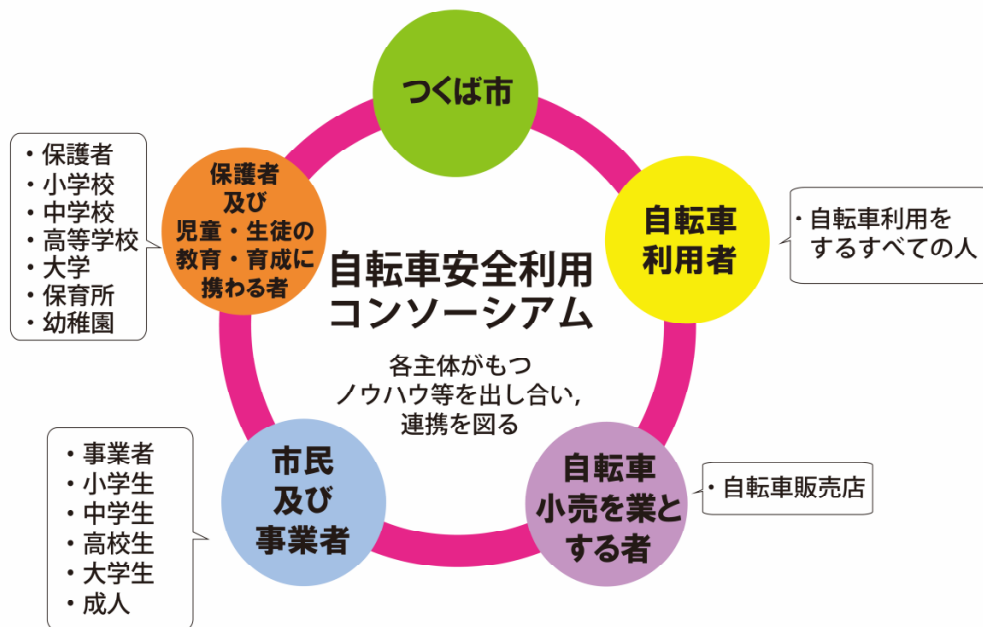 つくば市
・保護者
・小学校
・中学校
・高等学校
・大学
・保育所
・幼稚園
保護者
及び
児童・生徒の
教育・育成に
携わる者
自転車
利用者
・自転車利用を
するすべての人
自転車安全利用
コンソーシアム
各主体がもつ
ノウハウ等を出し合い,
連携を図る
・事業者
・小学生
・中学生
・高校生
・大学生
・成人
市民
及び
事業者
自転車
小売を業と
する者
・自転車販売店